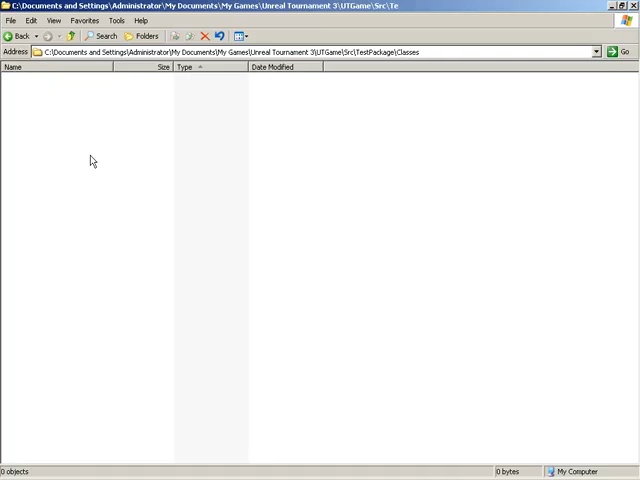 C:\Documents and Settings\Administrator\My Documents\My Games\Unreal Tournament 3\UTGame\Src\Te
File Edit View Favorites Tools Help
Back Search Folders
Address C:\Documents and Settings\Administrator\My Documents\My Games\Unreal Tournament 3\UTGame\Src\TestPackage\Classes Go
Name Size Type Date Modified
0 objects 0 bytes My Computer